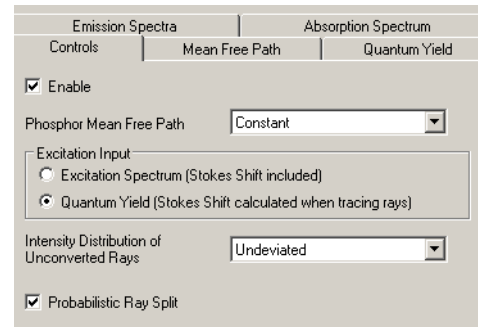 Emission Spectra Absorption Spectrum
Controls Mean Free Path Quantum Yield
Enable
Phosphor Mean Free Path Constant
Excitation Input
Excitation Spectrum (Stokes Shift included)
Quantum Yield (Stokes Shift calculated when tracing rays)
Intensity Distribution of
Unconverted Rays Undeviated
Probabilistic Ray Split